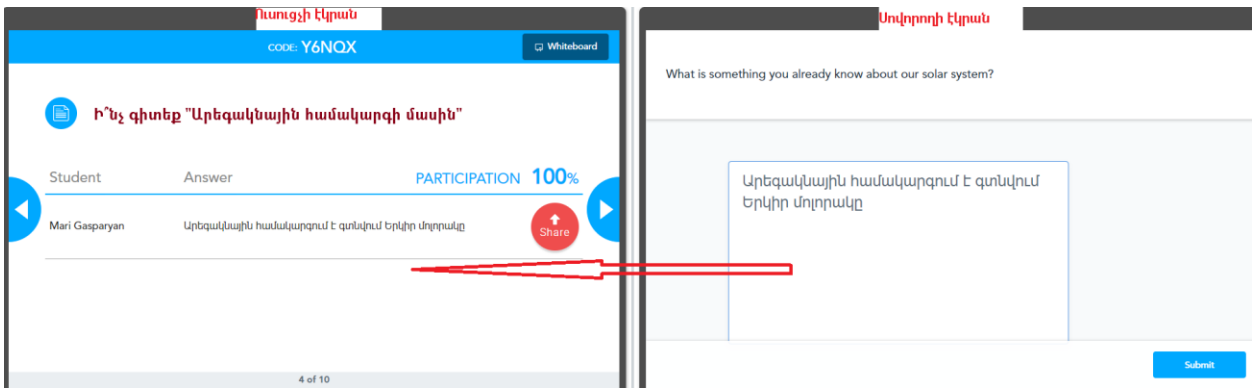 Ուսուցչի էկրան
CODE: Y6NQX
Whiteboard
Ի՞նչ գիտեք "Արեգակնային համակարգի մասին"
Student Answer PARTICIPATION 100%
Mari Gasparyan Արեգակնային համակարգում է գտնվում Երկիր մոլորակը
Share
4 of 10
Սովորողի էկրան
What is something you already know about our solar system?
Արեգակնային համակարգում է գտնվում
Երկիր մոլորակը
Submit